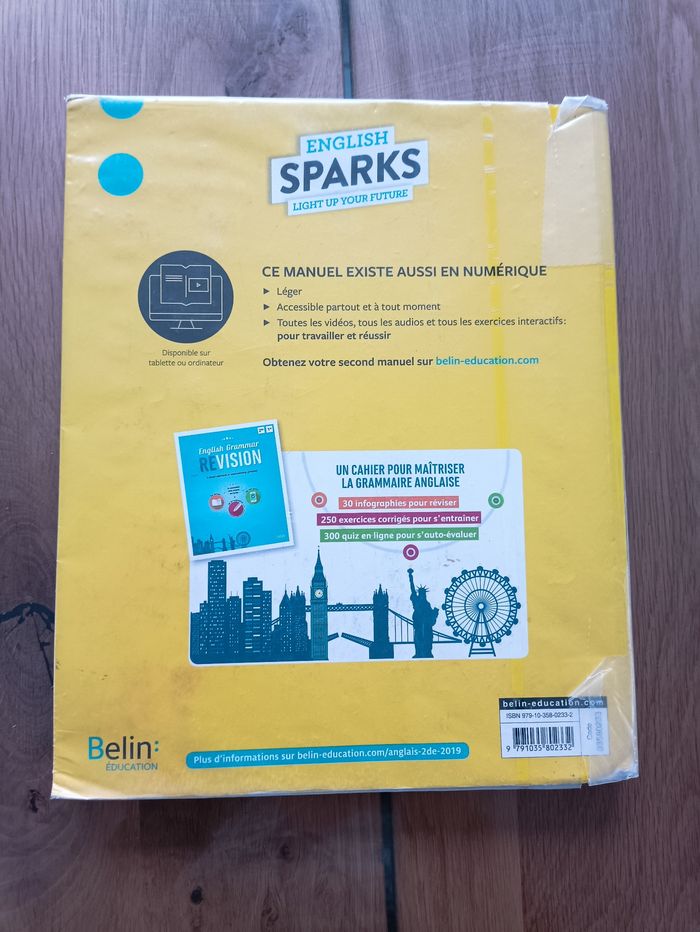 ENGLISH
SPARKS
LIGHT UP YOUR FUTURE
CE MANUEL EXISTE AUSSI EN NUMÉRIQUE
▶ Léger
▶ Accessible partout et à tout moment
▶ Toutes les vidéos, tous les audios et tous les exercices interactifs :
pour travailler et réussir
Disponible sur
tablette ou ordinateur
Obtenez votre second manuel sur belin-education.com
English Grammar
REVISION
UN CAHIER POUR MAÎTRISER
LA GRAMMAIRE ANGLAISE
30 infographies pour réviser
250 exercices corrigés pour s'entraîner
300 quiz en ligne pour s'auto-évaluer
belin-education.com
ISBN 979-10-358-0233-2
9 791035 802332
Code
Belin:
ÉDUCATION
Plus d'informations sur belin-education.com/anglais-2de-2019